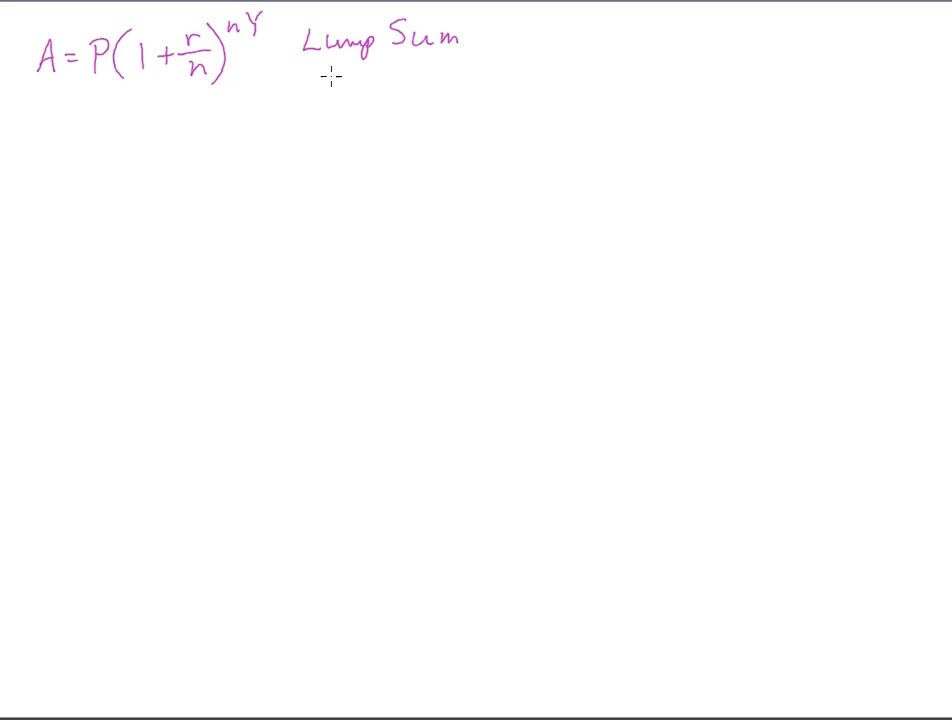 A = P(1 + r/n)^nY Lump Sum